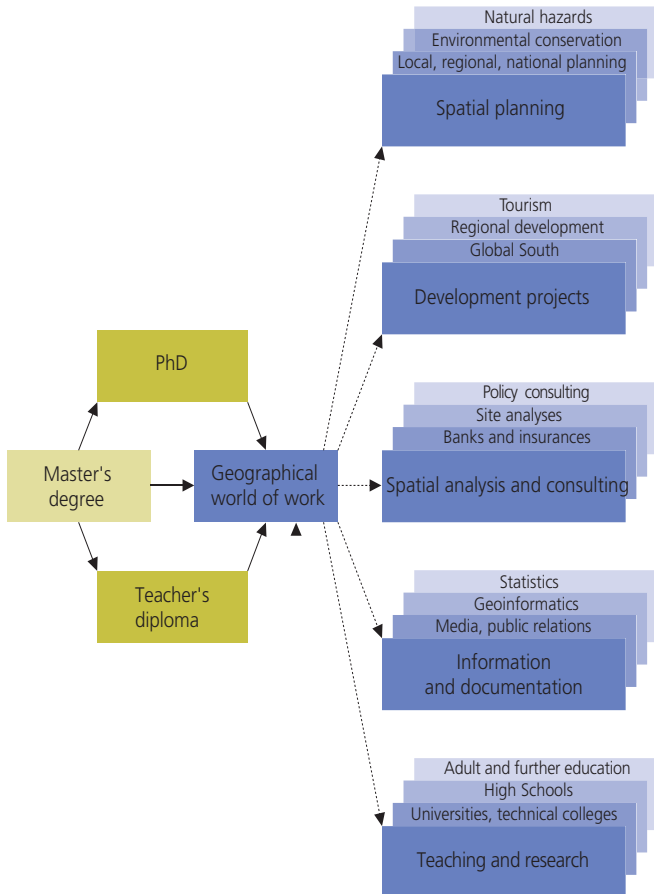 Natural hazards
Environmental conservation
Local, regional, national planning
Spatial planning
Tourism
Regional development
Global South
Development projects
PhD
Policy consulting
Site analyses
Banks and insurances
Master's
degree
Geographical
world of work
Spatial analysis and consulting
Teacher's
diploma
Statistics
Geoinformatics
Media, public relations
Information
and documentation
Adult and further education
High Schools
Universities, technical colleges
Teaching and research